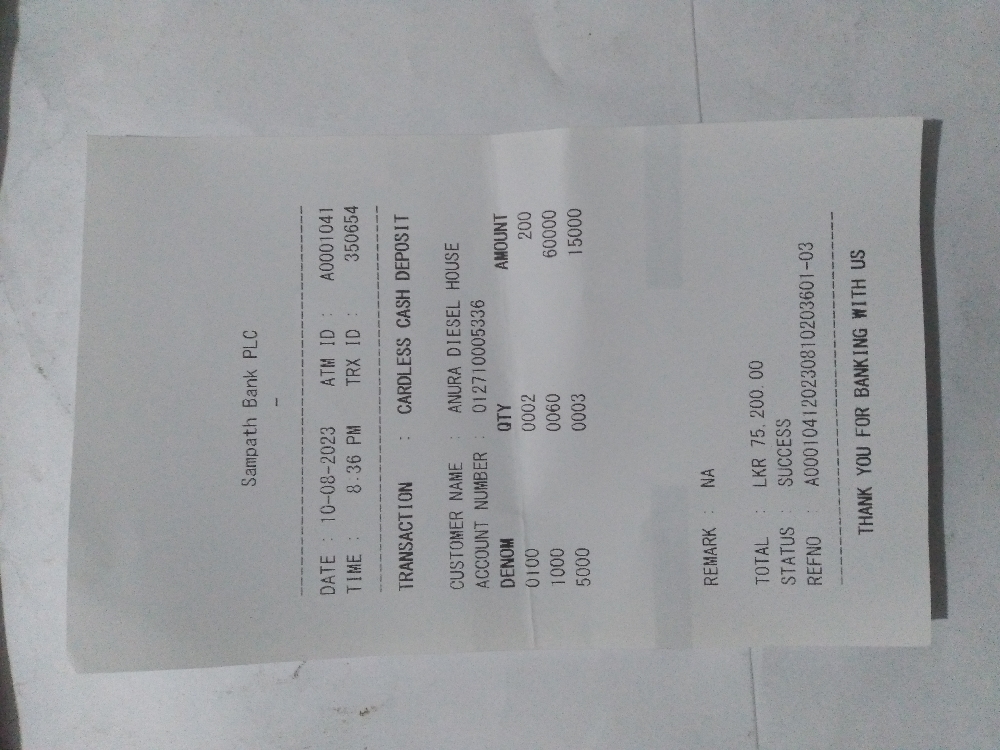 Sampath Bank PLC
-
DATE : 10-08-2023 ATM ID : A0001041
TIME : 8:36 PM TRX ID : 350654
TRANSACTION : CARDLESS CASH DEPOSIT
CUSTOMER NAME : ANURA DIESEL HOUSE
ACCOUNT NUMBER : 012710005336
DENOM QTY AMOUNT
0100 0002 200
1000 0060 60000
5000 0003 15000
REMARK : NA
TOTAL : LKR 75,200.00
STATUS : SUCCESS
REFNO : A000104120230810203601-03
THANK YOU FOR BANKING WITH US